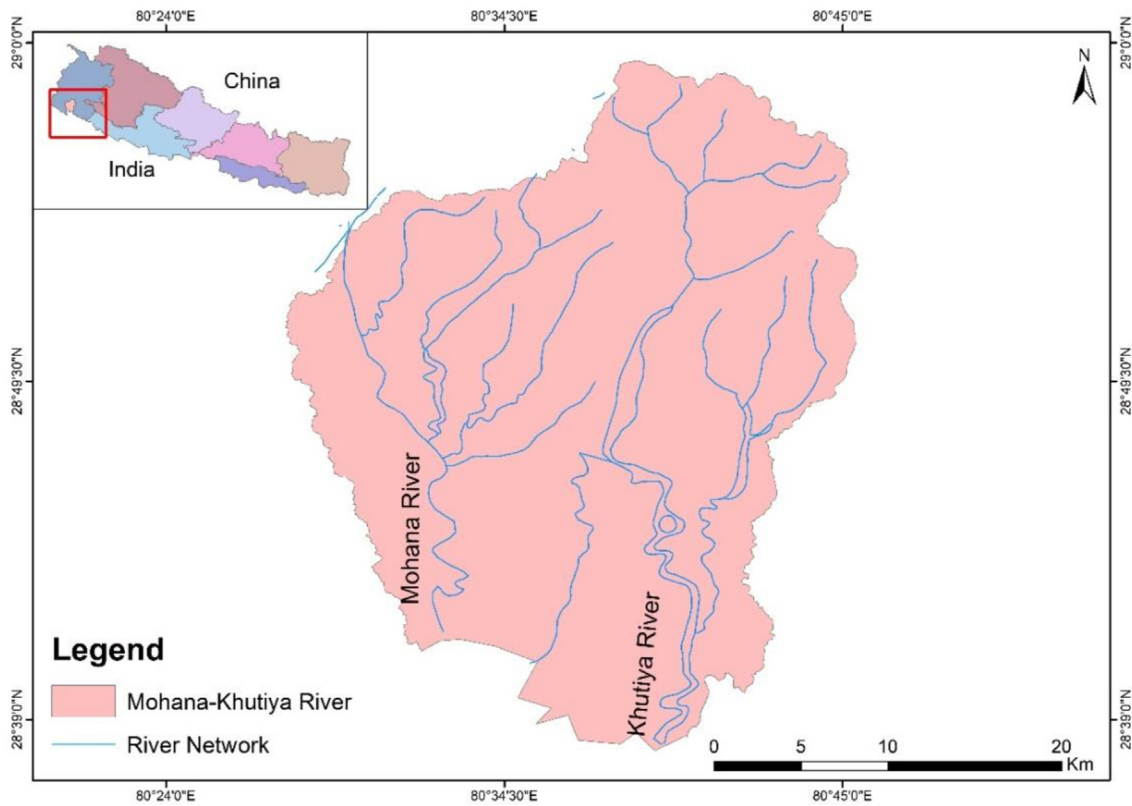 80°24'0"E
80°34'30"E
80°45'0"E
29°0'0"N
29°0'0"N
N
China
India
28°49'30"N
28°49'30"N
Mohana River
Khutiya River
Legend
Mohana-Khutiya River
River Network
28°39'0"N
28°39'0"N
0 5 10 20
Km
80°24'0"E
80°34'30"E
80°45'0"E